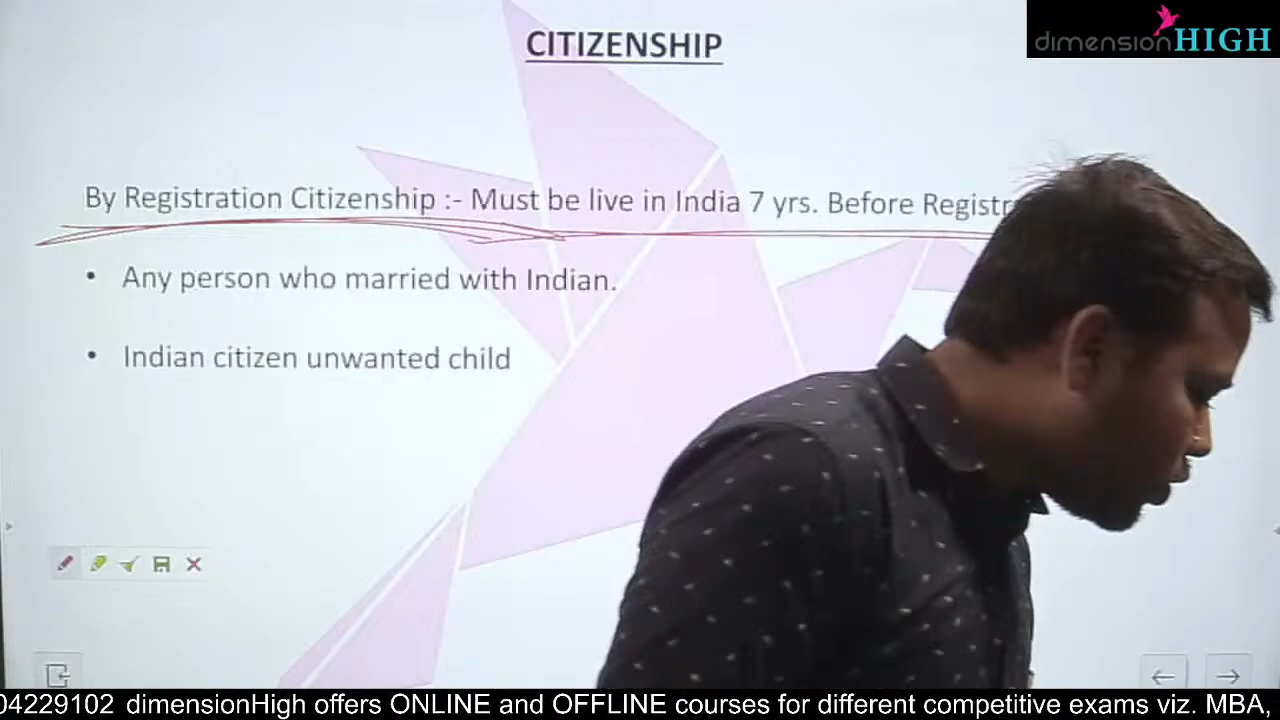 CITIZENSHIP
dimensionHIGH
By Registration Citizenship :- Must be live in India 7 yrs. Before Registr
• Any person who married with Indian.
• Indian citizen unwanted child
04229102 dimensionHigh offers ONLINE and OFFLINE courses for different competitive exams viz. MBA,